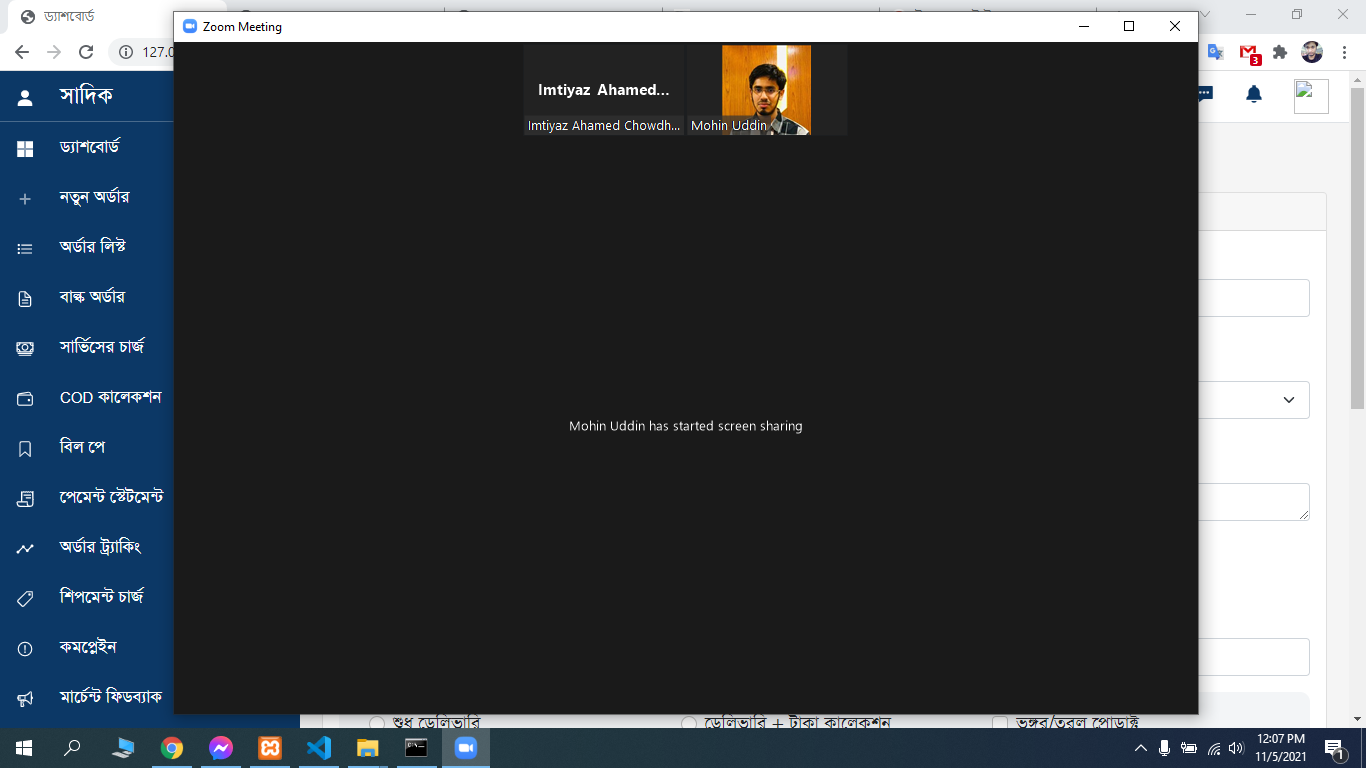 ড্যাশবোর্ড
Zoom Meeting
127.0
3
সাদিক
Imtiyaz Ahamed...
Imtiyaz Ahamed Chowdh...
Mohin Uddin
ড্যাশবোর্ড
নতুন অর্ডার
অর্ডার লিস্ট
বাল্ক অর্ডার
সার্ভিসের চার্জ
COD কালেকশন
Mohin Uddin has started screen sharing
বিল পে
পেমেন্ট স্টেটমেন্ট
অর্ডার ট্র্যাকিং
শিপমেন্ট চার্জ
কমপ্লেইন
মার্চেন্ট ফিডব্যাক
শুধু ডেলিভারি
ডেলিভারি + টাকা কালেকশন
ভঙ্গুর/তরল প্রোডাক্ট
12:07 PM
11/5/2021
1